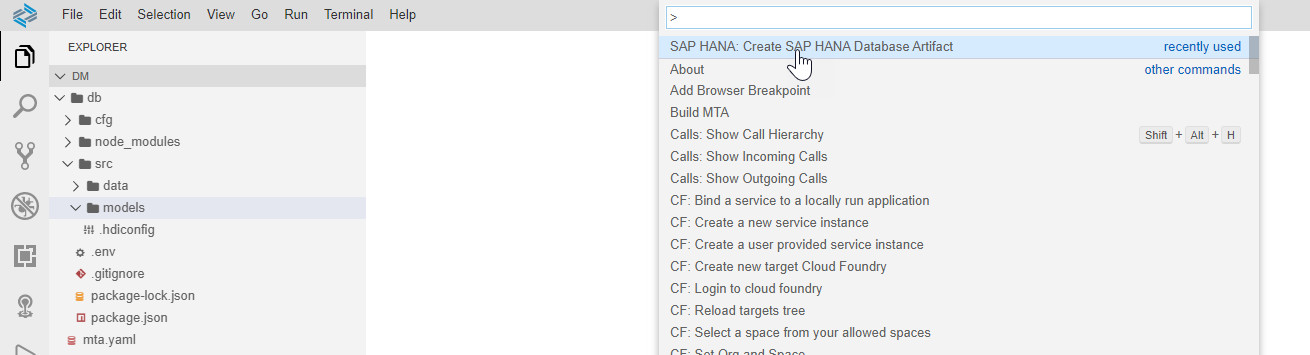 File Edit Selection View Go Run Terminal Help
EXPLORER
DM
db
cfg
node_modules
src
data
models
.hdiconfig
.env
.gitignore
package-lock.json
package.json
mta.yaml
>
SAP HANA: Create SAP HANA Database Artifact recently used
About other commands
Add Browser Breakpoint
Build MTA
Calls: Show Call Hierarchy Shift + Alt + H
Calls: Show Incoming Calls
Calls: Show Outgoing Calls
CF: Bind a service to a locally run application
CF: Create a new service instance
CF: Create a user provided service instance
CF: Create new target Cloud Foundry
CF: Login to cloud foundry
CF: Reload targets tree
CF: Select a space from your allowed spaces
CF: Set Org and Space